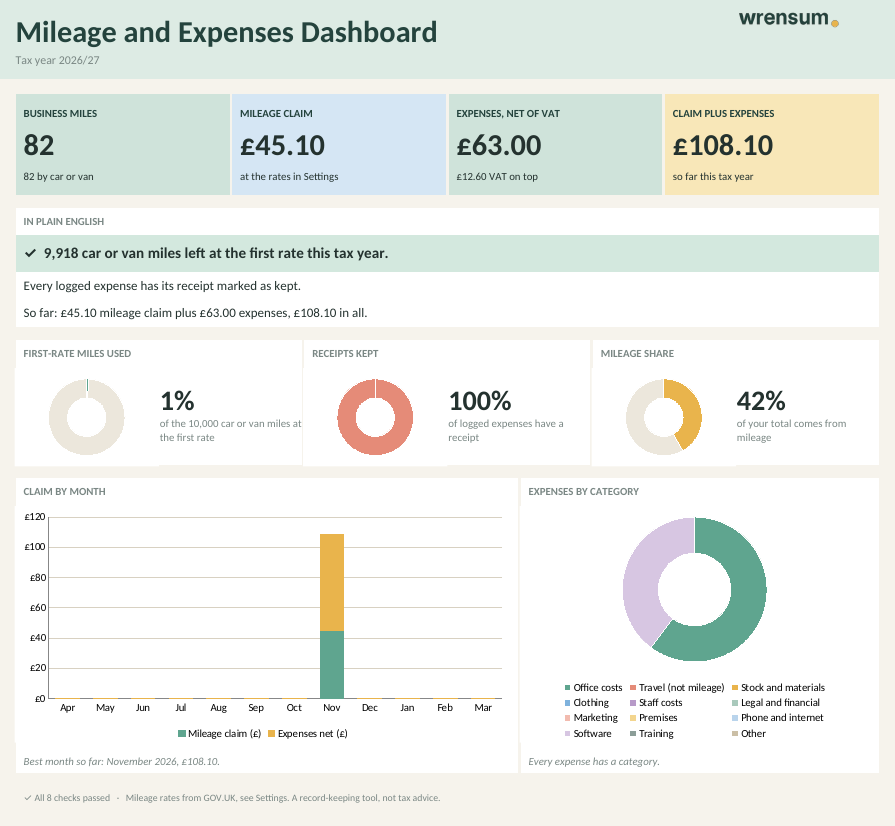 Mileage and Expenses Dashboard
wrensum
Tax year 2026/27
BUSINESS MILES
82
82 by car or van
MILEAGE CLAIM
£45.10
at the rates in Settings
EXPENSES, NET OF VAT
£63.00
£12.60 VAT on top
CLAIM PLUS EXPENSES
£108.10
so far this tax year
IN PLAIN ENGLISH
✓ 9,918 car or van miles left at the first rate this tax year.
Every logged expense has its receipt marked as kept.
So far: £45.10 mileage claim plus £63.00 expenses, £108.10 in all.
FIRST-RATE MILES USED
1%
of the 10,000 car or van miles at
the first rate
RECEIPTS KEPT
100%
of logged expenses have a
receipt
MILEAGE SHARE
42%
of your total comes from
mileage
CLAIM BY MONTH
£120
£100
£80
£60
£40
£20
£0
Apr May Jun Jul Aug Sep Oct Nov Dec Jan Feb Mar
Mileage claim (£) Expenses net (£)
Best month so far: November 2026, £108.10.
EXPENSES BY CATEGORY
Office costs Travel (not mileage) Stock and materials
Clothing Staff costs Legal and financial
Marketing Premises Phone and internet
Software Training Other
Every expense has a category.
✓ All 8 checks passed · Mileage rates from GOV.UK, see Settings. A record-keeping tool, not tax advice.